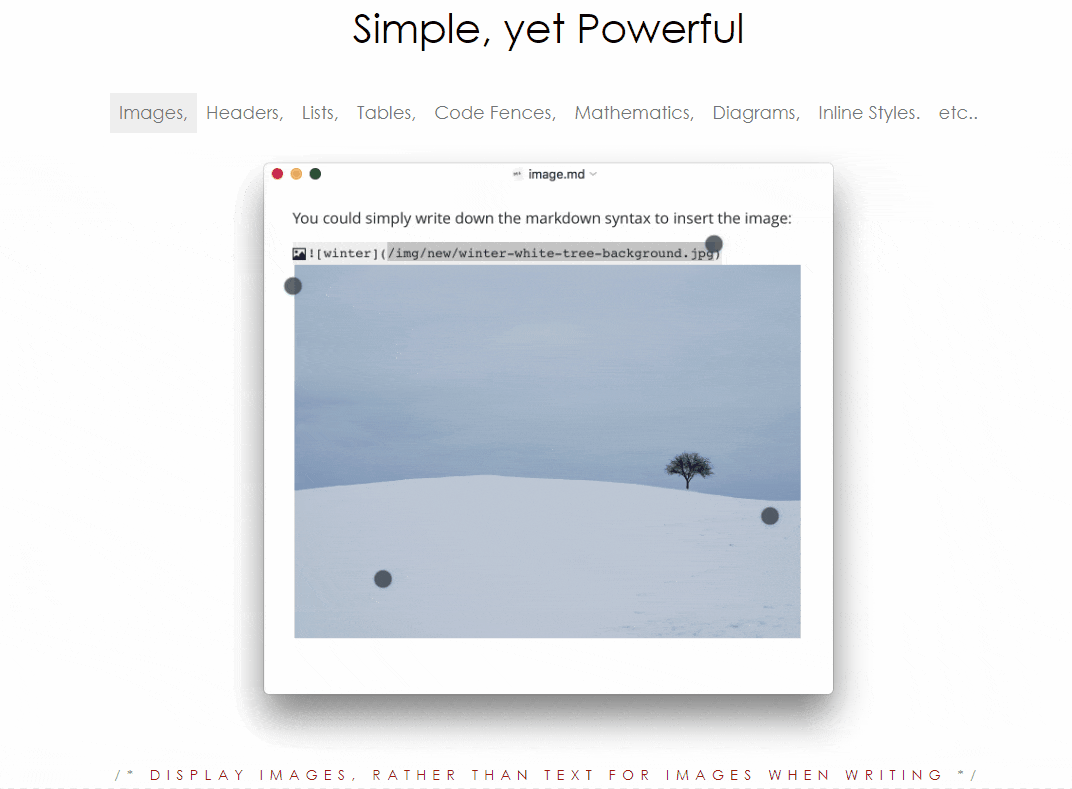 Simple, yet Powerful
Images, Headers, Lists, Tables, Code Fences, Mathematics, Diagrams, Inline Styles. etc..
image.md
You could simply write down the markdown syntax to insert the image:
![winter](/img/new/winter-white-tree-background.jpg)
/* DISPLAY IMAGES, RATHER THAN TEXT FOR IMAGES WHEN WRITING */